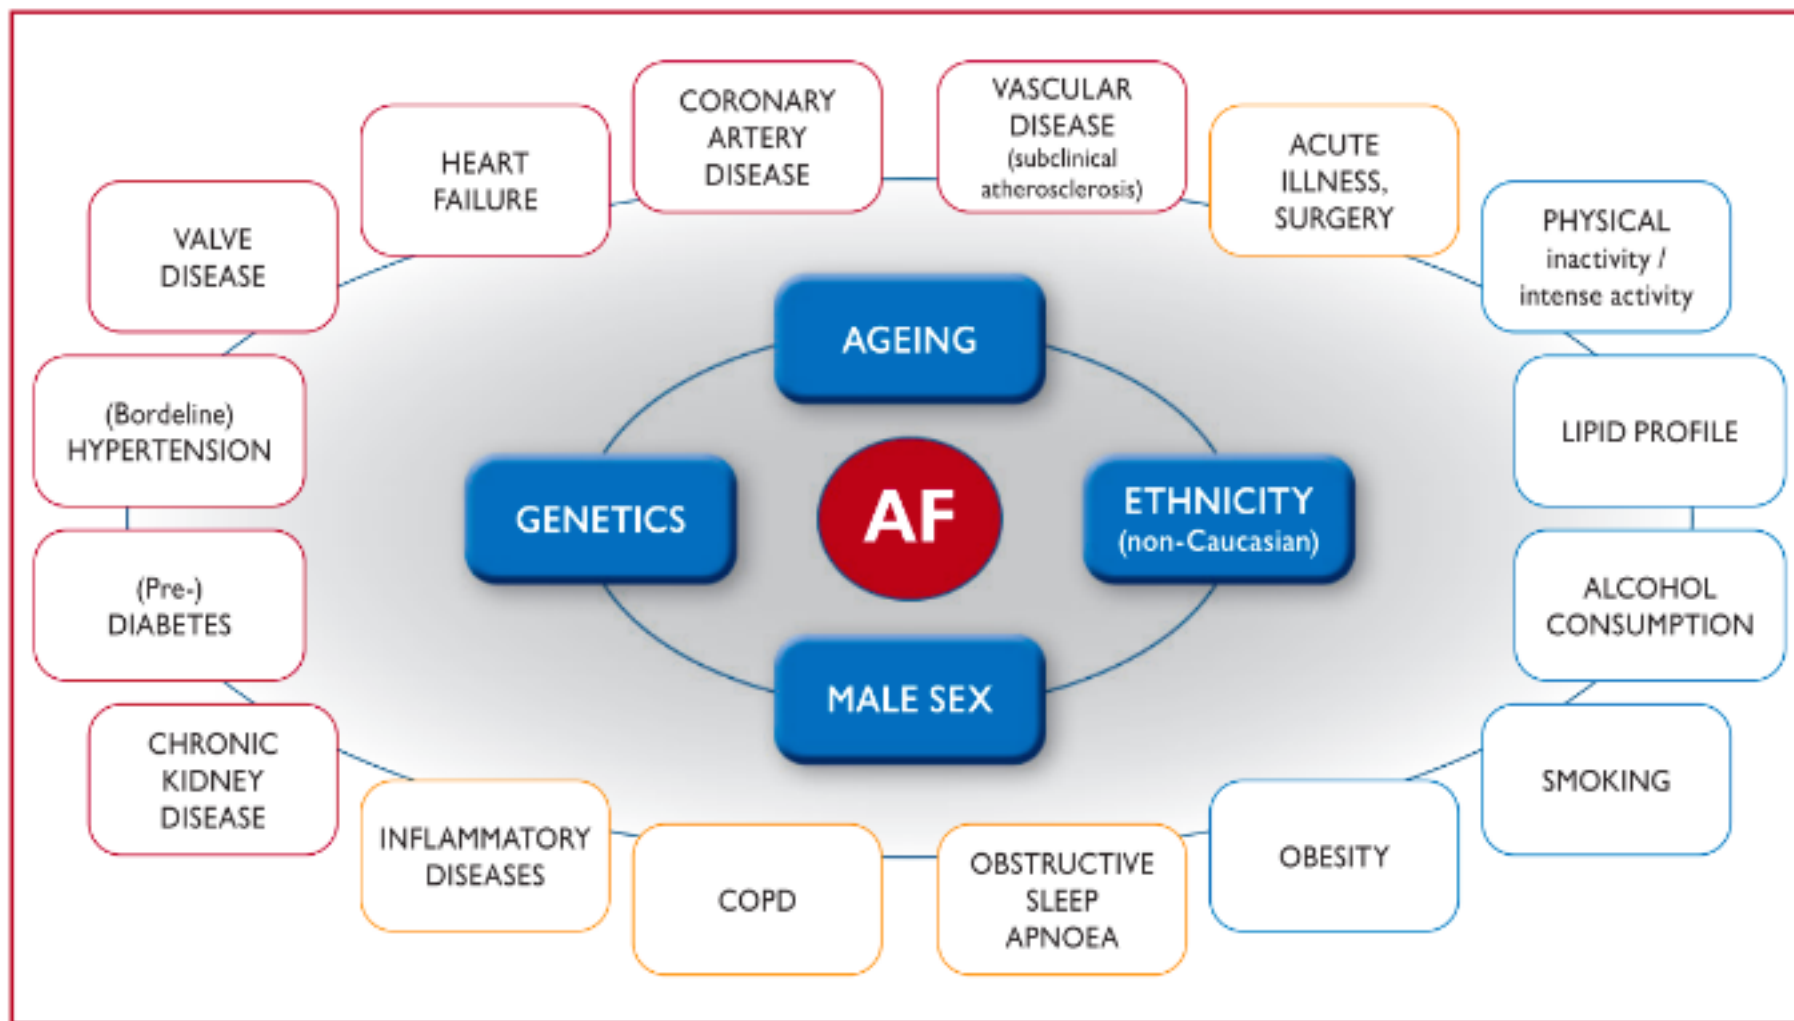 CORONARY
ARTERY
DISEASE
VASCULAR
DISEASE
(subclinical
atherosclerosis)
HEART
FAILURE
ACUTE
ILLNESS,
SURGERY
VALVE
DISEASE
PHYSICAL
inactivity /
intense activity
AGEING
(Bordeline)
HYPERTENSION
LIPID PROFILE
GENETICS
AF
ETHNICITY
(non-Caucasian)
(Pre-)
DIABETES
ALCOHOL
CONSUMPTION
MALE SEX
CHRONIC
KIDNEY
DISEASE
SMOKING
INFLAMMATORY
DISEASES
COPD
OBSTRUCTIVE
SLEEP
APNOEA
OBESITY